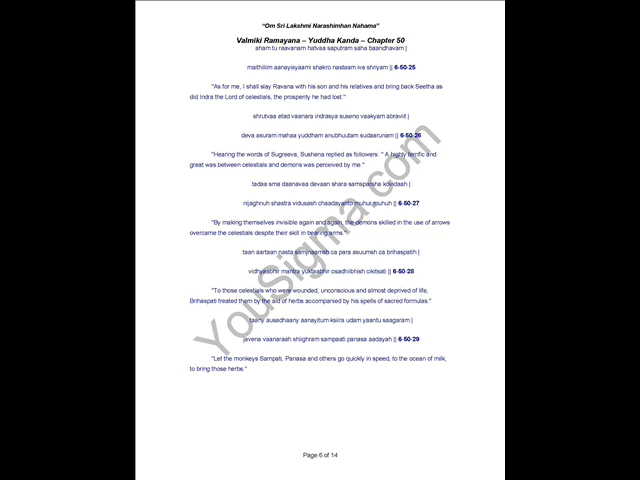 "Om Sri Lakshmi Narashimhan Nahama"
Valmiki Ramayana – Yuddha Kanda – Chapter 50
aham tu raavanam hatvaa saputram saha baandhavam |
maithiliim aanayisyaami shakro nastaam iva shriyam || 6-50-25
"As for me, I shall slay Ravana with his son and his relatives and bring back Seetha as
did Indra the Lord of celestials, the prosperity he had lost."
shrutvaa etad vaanara indrasya suseno vaakyam abraviit |
deva asuram mahaa yuddham anubhuutam sudaarunam || 6-50-26
"Hearing the words of Sugreeva, Sushena replied as followers: " A highly terrific and
great was between celestials and demons was perceived by me."
tadaa sma daanavaa devaan shara samsparsha kovidaah |
nijaghnuh shastra vidusash chaadayanto muhur muhuh || 6-50-27
"By making themselves invisible again and again, the demons skilled in the use of arrows
overcame the celestials despite their skill in bearing arms."
taan aartaan nasta samjnaamsh ca para asuumsh ca brihaspatih |
vidhyaabhir mantra yuktaabhir osadhiibhish cikitsati || 6-50-28
"To those celestials who were wounded, unconscious and almost deprived of life,
Brihaspati treated them by the aid of herbs accompanied by his spells of sacred formulas."
taany ausadhaany aanayitum ksiira udam yaantu saagaram |
javena vaanaraah shiighram sampaati panasa aadayah || 6-50-29
"Let the monkeys Sampati, Panasa and others go quickly in speed, to the ocean of milk,
to bring those herbs."
YouSigma.com
Page 6 of 14